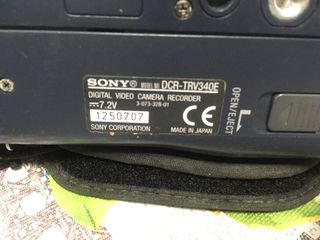 SONY MODEL NO. DCR-TRV340E
DIGITAL VIDEO CAMERA RECORDER
⎓7.2V 3-073-328-01
1250707
SONY CORPORATION
CE MADE IN JAPAN
OPEN/EJECT